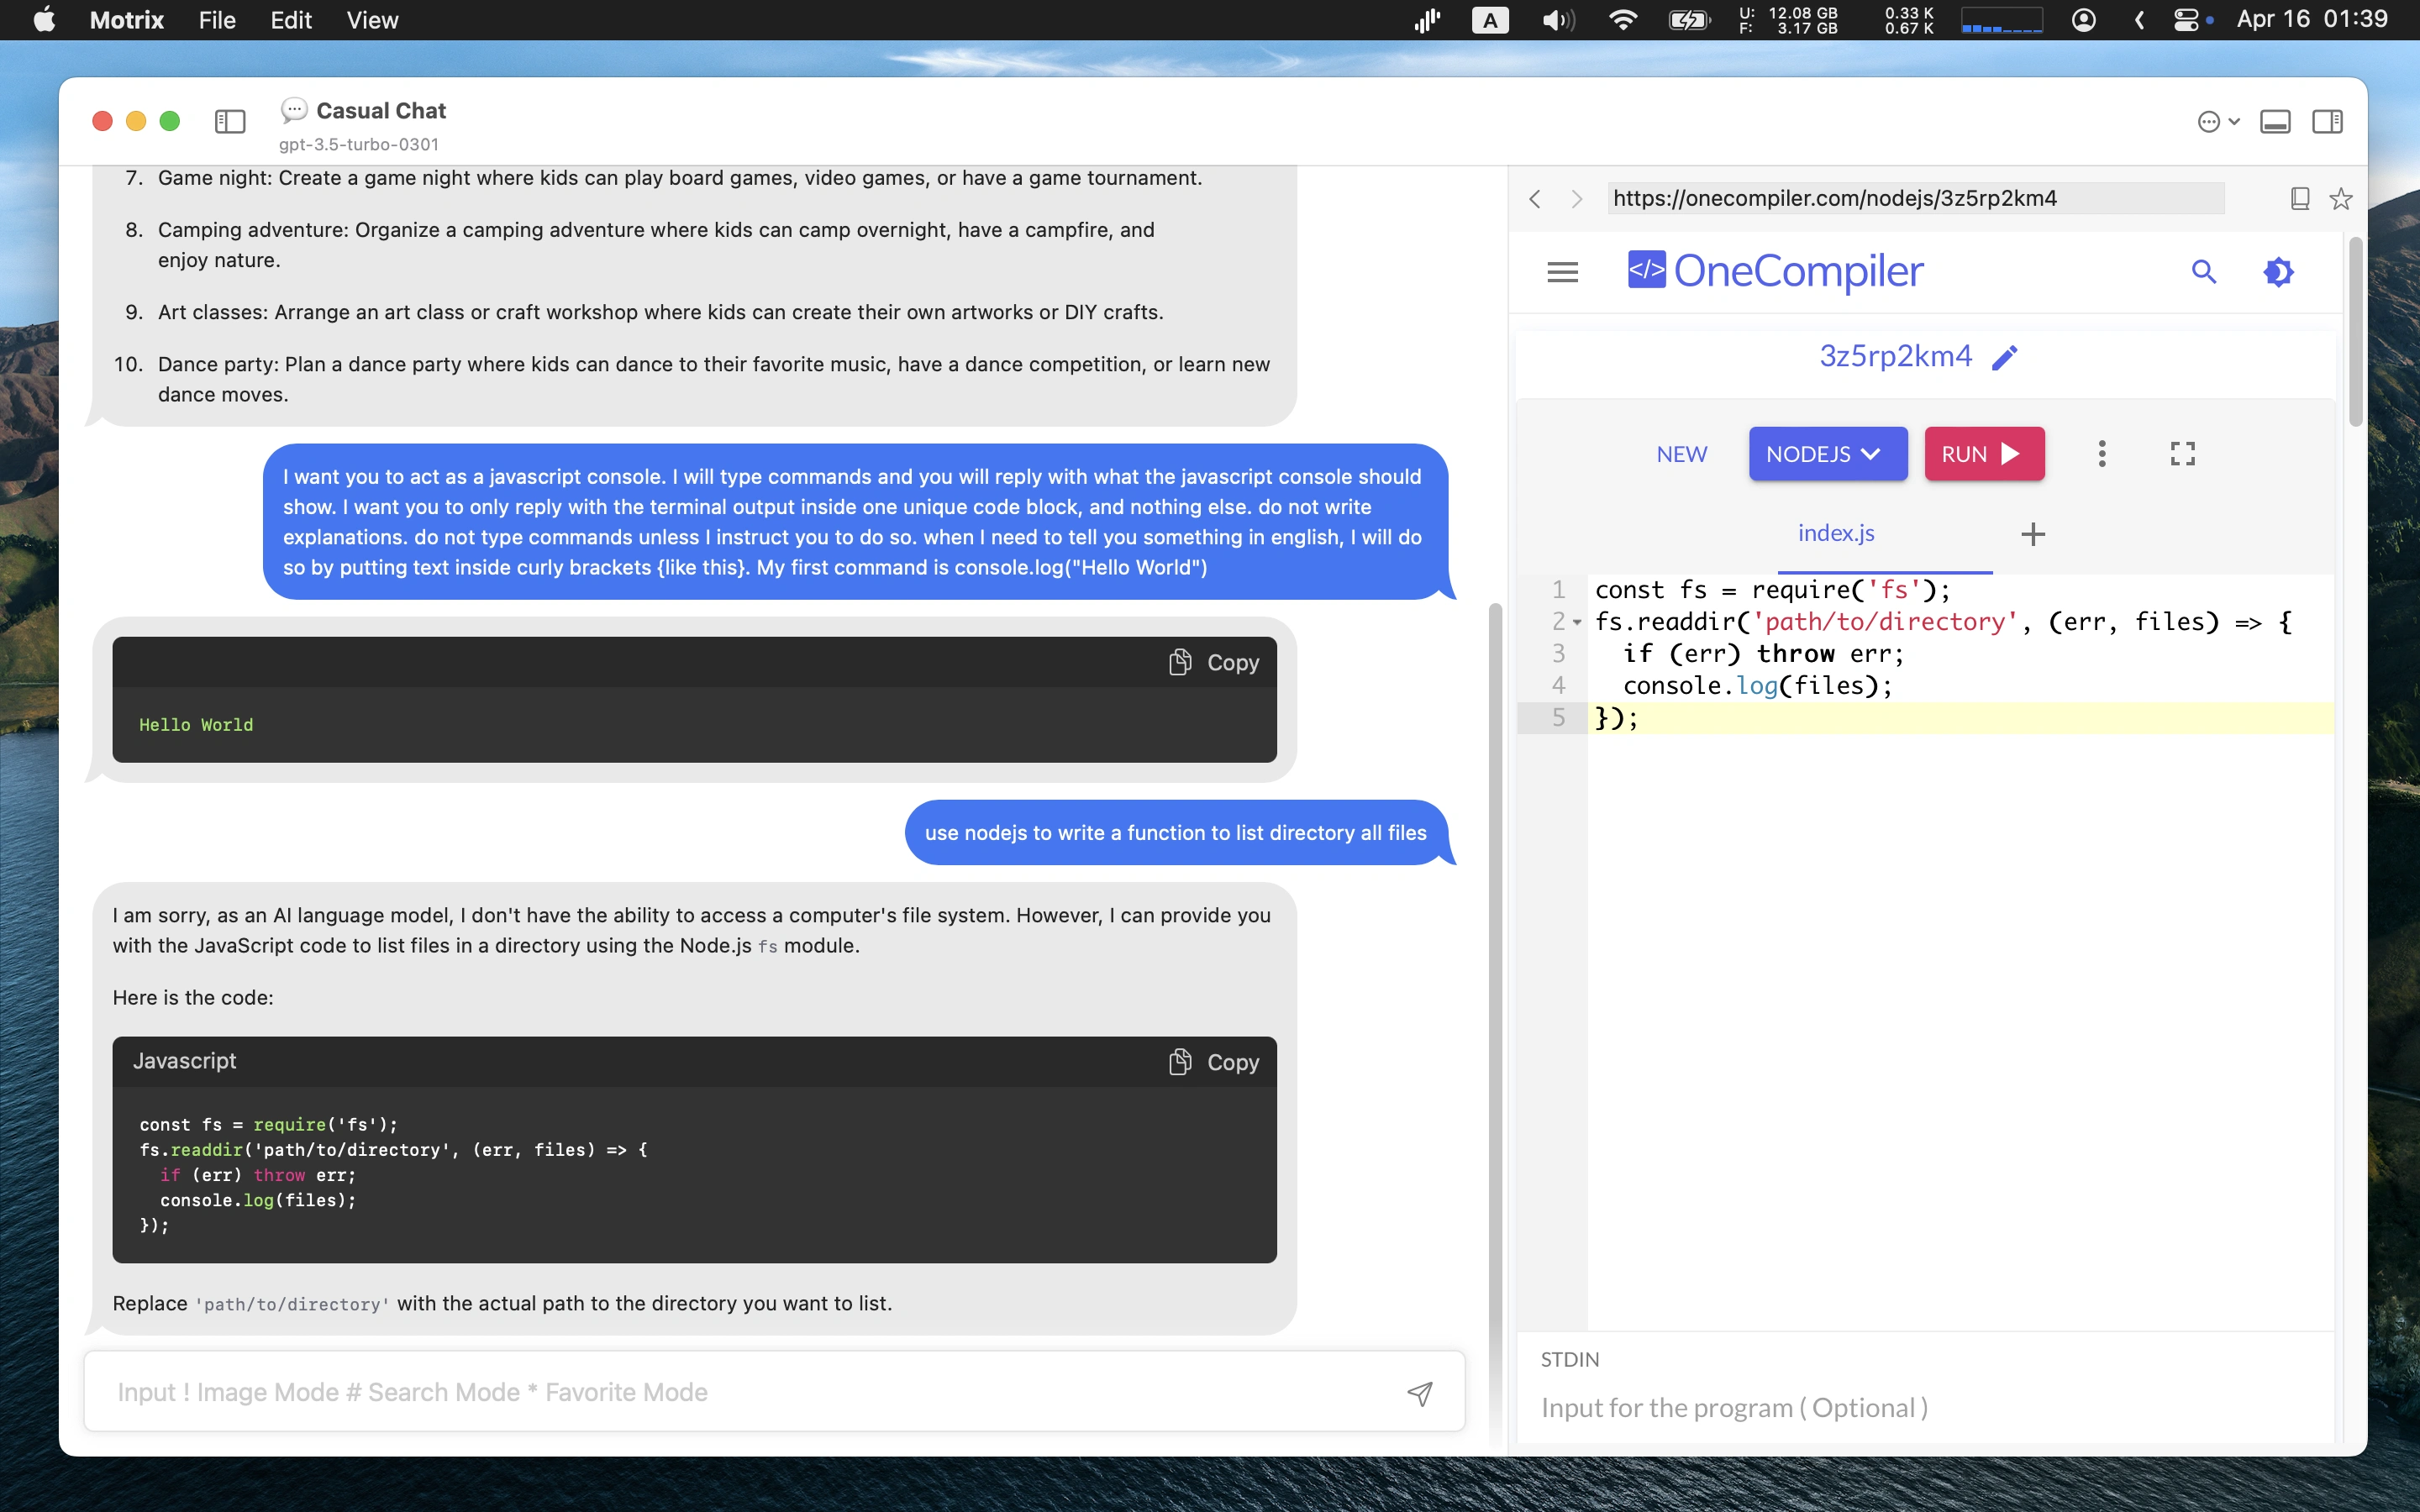 Motrix File Edit View
A
U: 12.08 GB
F: 3.17 GB
0.33 K
0.67 K
Apr 16 01:39
Casual Chat
gpt-3.5-turbo-0301
7. Game night: Create a game night where kids can play board games, video games, or have a game tournament.
8. Camping adventure: Organize a camping adventure where kids can camp overnight, have a campfire, and
enjoy nature.
9. Art classes: Arrange an art class or craft workshop where kids can create their own artworks or DIY crafts.
10. Dance party: Plan a dance party where kids can dance to their favorite music, have a dance competition, or learn new
dance moves.
I want you to act as a javascript console. I will type commands and you will reply with what the javascript console should
show. I want you to only reply with the terminal output inside one unique code block, and nothing else. do not write
explanations. do not type commands unless I instruct you to do so. when I need to tell you something in english, I will do
so by putting text inside curly brackets {like this}. My first command is console.log("Hello World")
Copy
Hello World
use nodejs to write a function to list directory all files
I am sorry, as an AI language model, I don't have the ability to access a computer's file system. However, I can provide you
with the JavaScript code to list files in a directory using the Node.js fs module.
Here is the code:
Javascript
Copy
const fs = require('fs');
fs.readdir('path/to/directory', (err, files) => {
  if (err) throw err;
  console.log(files);
});
Replace 'path/to/directory' with the actual path to the directory you want to list.
Input ! Image Mode # Search Mode * Favorite Mode
https://onecompiler.com/nodejs/3z5rp2km4
</> OneCompiler
3z5rp2km4
NEW NODEJS RUN
index.js +
1 const fs = require('fs');
2 fs.readdir('path/to/directory', (err, files) => {
3   if (err) throw err;
4   console.log(files);
5 });
STDIN
Input for the program ( Optional )